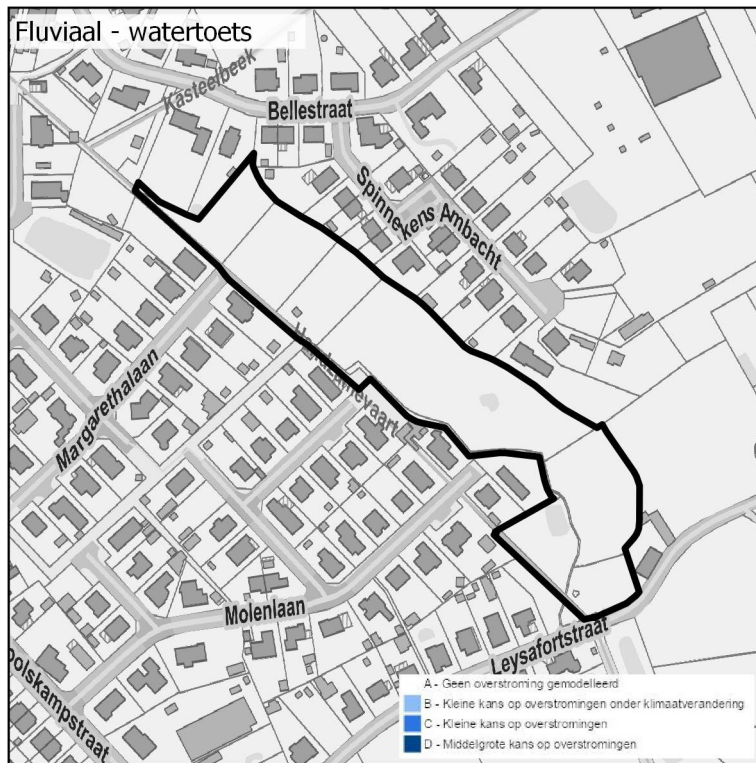 Fluviaal - watertoets
Kasteelbeek
Bellestraat
Spinnekens Ambacht
Margarethalaan
Molenlaan
Leysafortstraat
oolskampstraat
A - Geen overstroming gemodelleerd
B - Kleine kans op overstromingen onder klimaatverandering
C - Kleine kans op overstromingen
D - Middelgrote kans op overstromingen